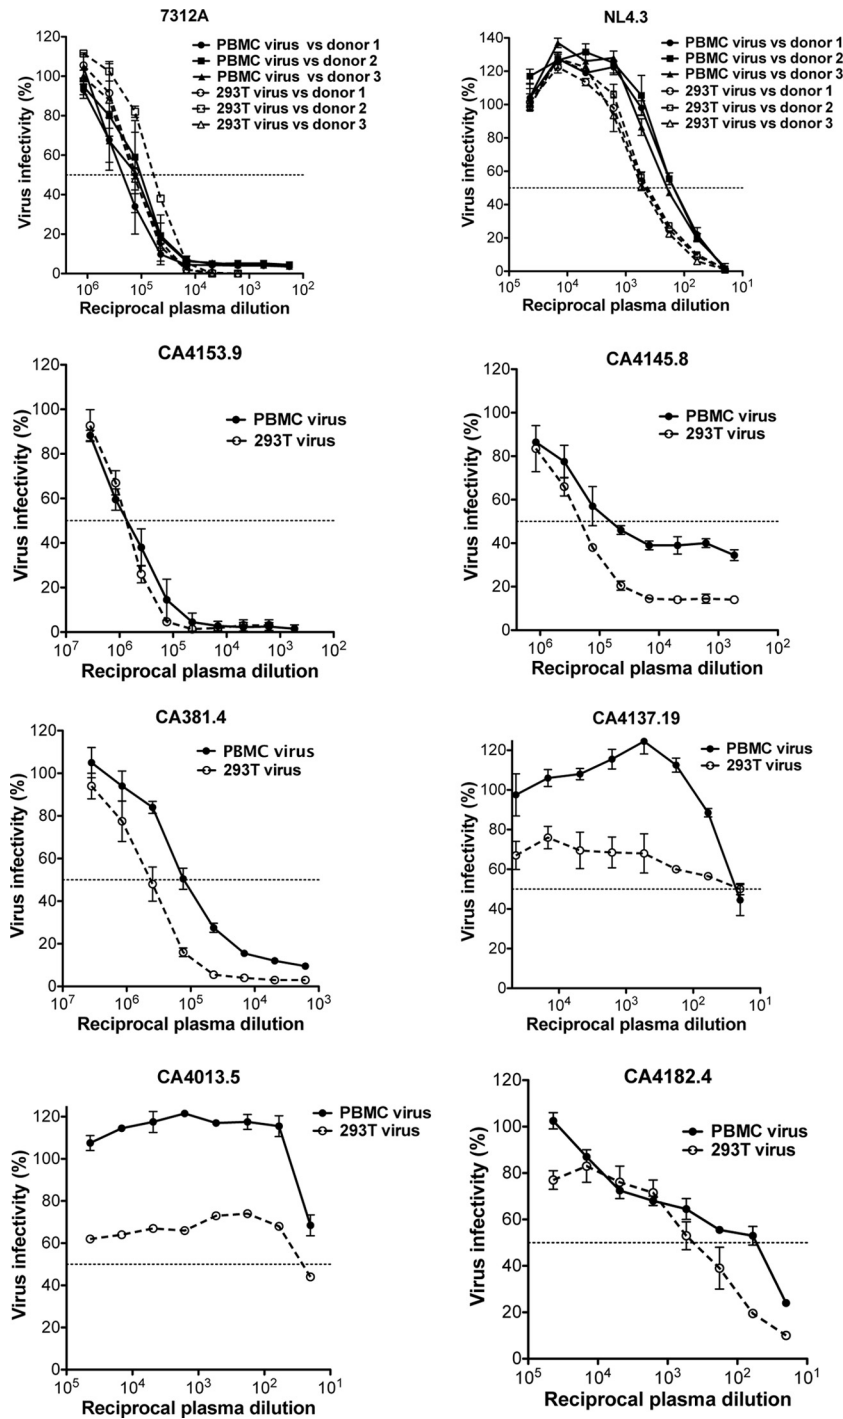 7312A
120
100
80
60
40
20
0
Virus infectivity (%)
PBMC virus vs donor 1
PBMC virus vs donor 2
PBMC virus vs donor 3
293T virus vs donor 1
293T virus vs donor 2
293T virus vs donor 3
10⁶ 10⁵ 10⁴ 10³ 10²
Reciprocal plasma dilution
NL4.3
140
120
100
80
60
40
20
0
Virus infectivity (%)
PBMC virus vs donor 1
PBMC virus vs donor 2
PBMC virus vs donor 3
293T virus vs donor 1
293T virus vs donor 2
293T virus vs donor 3
10⁵ 10⁴ 10³ 10² 10¹
Reciprocal plasma dilution
CA4153.9
120
100
80
60
40
20
0
Virus infectivity (%)
PBMC virus
293T virus
10⁷ 10⁶ 10⁵ 10⁴ 10³ 10²
Reciprocal plasma dilution
CA4145.8
120
100
80
60
40
20
0
Virus infectivity (%)
PBMC virus
293T virus
10⁶ 10⁵ 10⁴ 10³ 10²
Reciprocal plasma dilution
CA381.4
120
100
80
60
40
20
0
Virus infectivity (%)
PBMC virus
293T virus
10⁷ 10⁶ 10⁵ 10⁴ 10³
Reciprocal plasma dilution
CA4137.19
120
100
80
60
40
20
0
Virus infectivity (%)
PBMC virus
293T virus
10⁴ 10³ 10² 10¹
Reciprocal plasma dilution
CA4013.5
120
100
80
60
40
20
0
Virus infectivity (%)
PBMC virus
293T virus
10⁵ 10⁴ 10³ 10² 10¹
Reciprocal plasma dilution
CA4182.4
120
100
80
60
40
20
0
Virus infectivity (%)
PBMC virus
293T virus
10⁵ 10⁴ 10³ 10² 10¹
Reciprocal plasma dilution